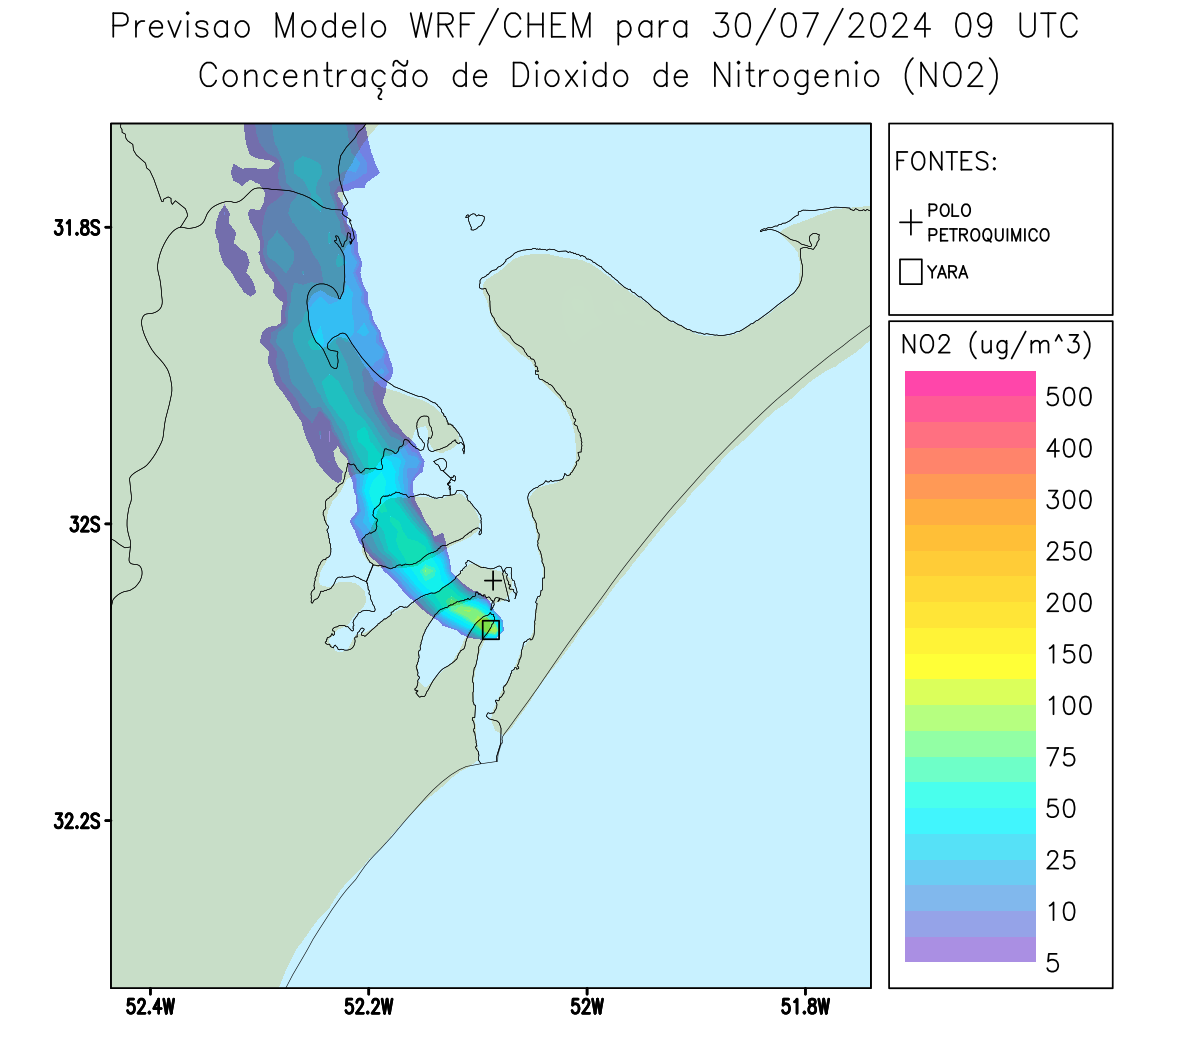 Previsao Modelo WRF/CHEM para 30/07/2024 09 UTC
Concentração de Dioxido de Nitrogenio (NO2)
FONTES:
POLO
PETROQUIMICO
YARA
NO2 (ug/m^3)
500
400
300
250
200
150
100
75
50
25
10
5
31.8S
32S
32.2S
52.4W
52.2W
52W
51.8W